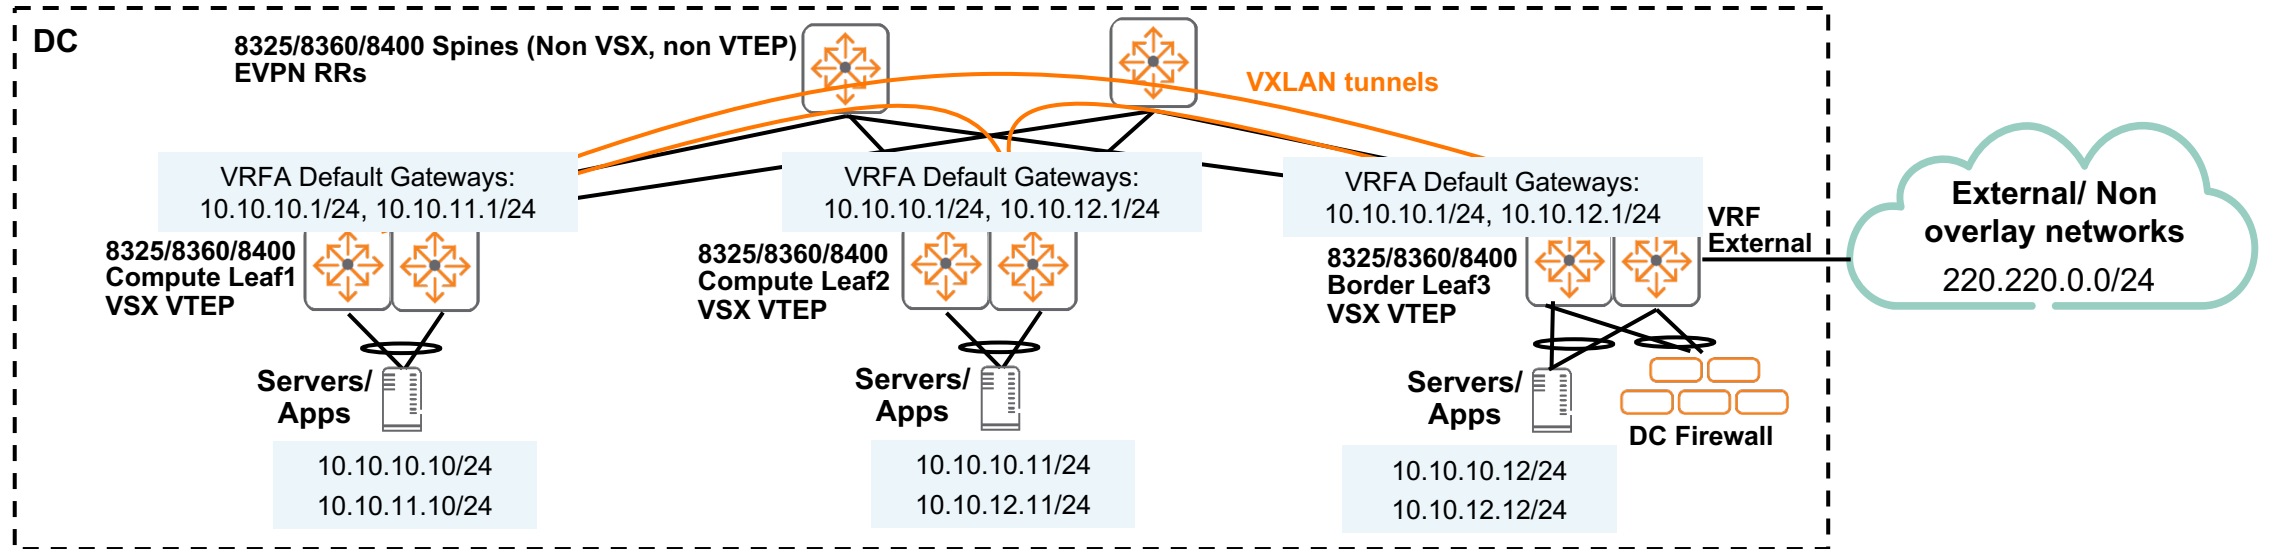 DC
8325/8360/8400 Spines (Non VSX, non VTEP)
EVPN RRs
VXLAN tunnels
VRFA Default Gateways:
10.10.10.1/24, 10.10.11.1/24
8325/8360/8400
Compute Leaf1
VSX VTEP
VRFA Default Gateways:
10.10.10.1/24, 10.10.12.1/24
8325/8360/8400
Compute Leaf2
VSX VTEP
VRFA Default Gateways:
10.10.10.1/24, 10.10.12.1/24
8325/8360/8400
Border Leaf3
VSX VTEP
VRF
External
External/ Non
overlay networks
220.220.0.0/24
Servers/
Apps
10.10.10.10/24
10.10.11.10/24
Servers/
Apps
10.10.10.11/24
10.10.12.11/24
Servers/
Apps
10.10.10.12/24
10.10.12.12/24
DC Firewall